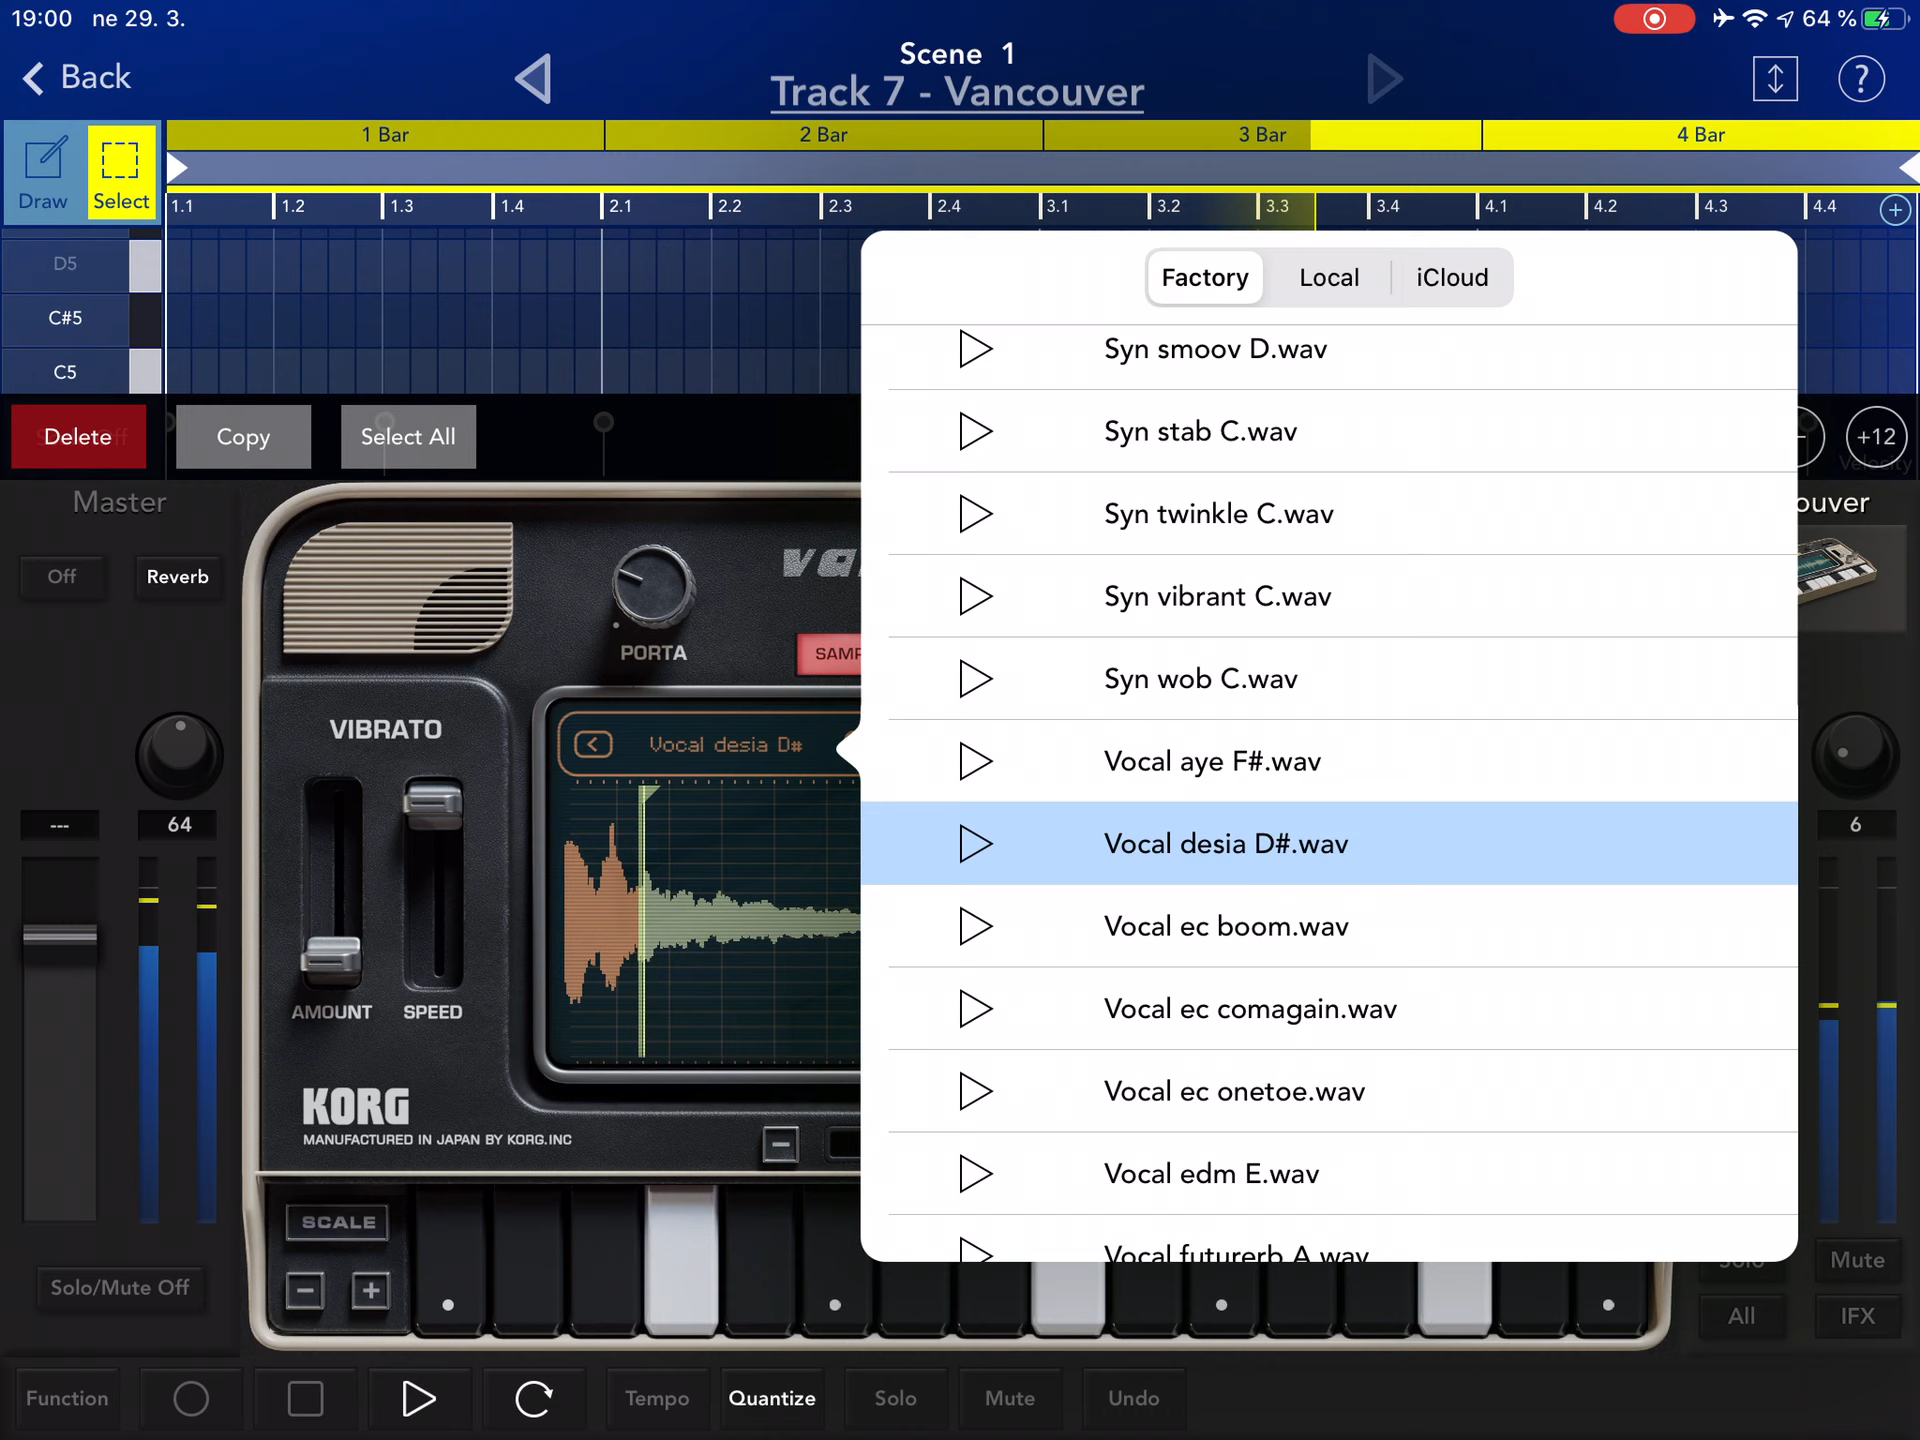 19:00 ne 29. 3.
64 %
Back
Scene 1
Track 7 - Vancouver
?
Draw
Select
1 Bar
2 Bar
3 Bar
4 Bar
1.1
1.2
1.3
1.4
2.1
2.2
2.3
2.4
3.1
3.2
3.3
3.4
4.1
4.2
4.3
4.4
D5
C#5
C5
Factory
Local
iCloud
Syn smoov D.wav
Syn stab C.wav
Syn twinkle C.wav
Syn vibrant C.wav
Syn wob C.wav
Vocal aye F#.wav
Vocal desia D#.wav
Vocal ec boom.wav
Vocal ec comagain.wav
Vocal ec onetoe.wav
Vocal edm E.wav
Vocal futurerb A.wav
Delete
Copy
Select All
+12
Velocity
Master
ouver
Off
Reverb
PORTA
SAMP
VIBRATO
Vocal desia D#
---
64
6
AMOUNT
SPEED
KORG
MANUFACTURED IN JAPAN BY KORG.INC
SCALE
Solo/Mute Off
Solo
Mute
All
IFX
Function
Tempo
Quantize
Solo
Mute
Undo